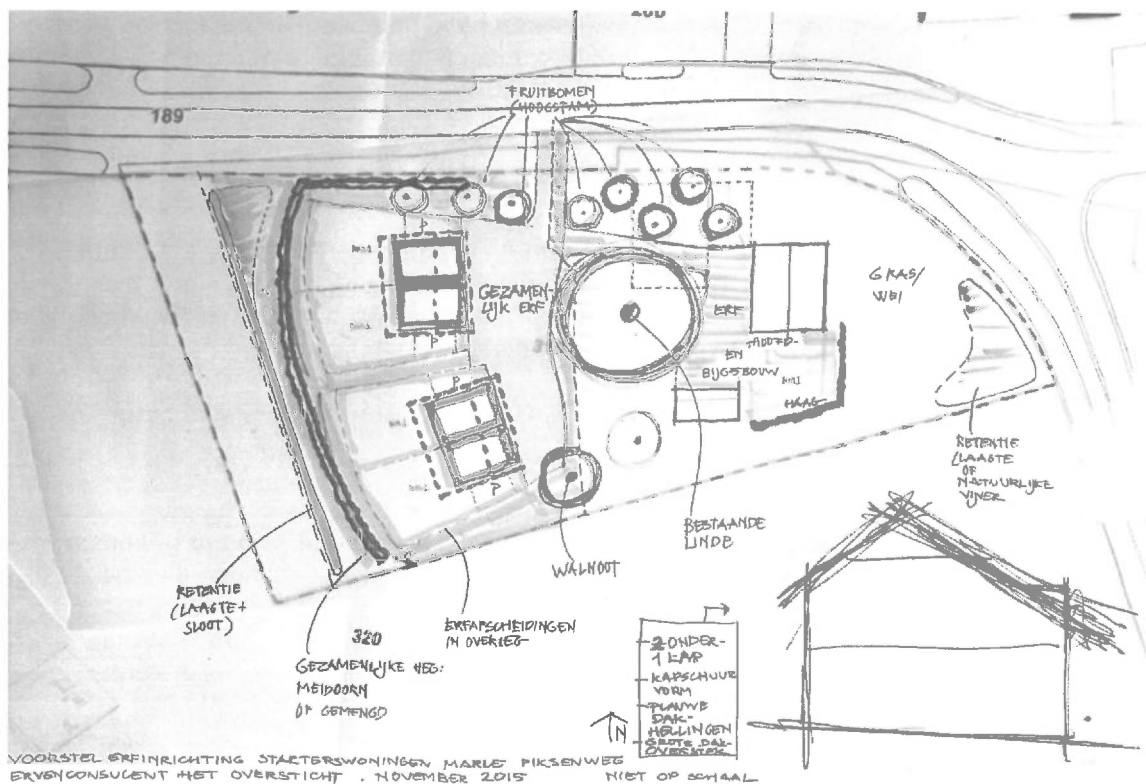 200
189
FRUITBOMEN
(HOOGSTAM)
P
GEZAMEN-
LIJK ERF
ERF
GRAS/
WEI
HOOFD-
EN
BIJGEBOUW
HAAG
P
P
P
RETENTIE
(LAAGTE
OF
NATUURLIJKE
VIJVER
BESTAANDE
LINDE
WALNOOT
RETENTIE
(LAAGTE +
SLOOT)
ERFAFSCHEIDINGEN
IN OVERLEG
320
GEZAMENLIJKE HEG:
MEIDOORN
OF GEMENGD
2 ONDER-
1 KAP
- KAPSCHUUR
VORM
- FLAUWE
DAK-
HELLINGEN
- GROTE DAK-
OVERSTEK
N
VOORSTEL ERFINRICHTING STARTERSWONINGEN MARLE PIKSENWEG
ERVENCONSULENT HET OVERSTICHT . NOVEMBER 2015
NIET OP SCHAAL